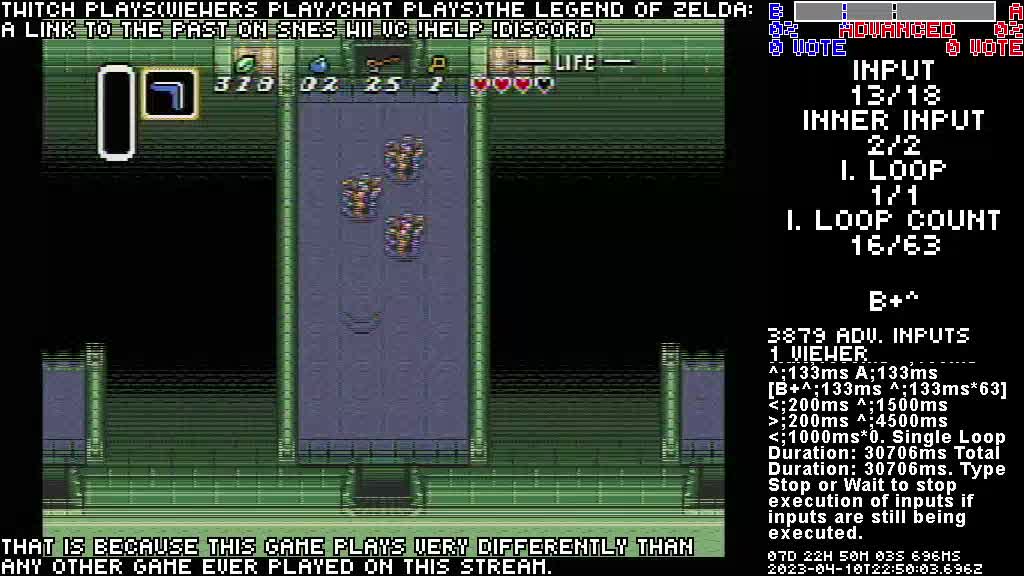 TWITCH PLAYS(VIEWERS PLAY/CHAT PLAYS)THE LEGEND OF ZELDA:
A LINK TO THE PAST ON SNES WII VC !HELP !DISCORD
B A
0% ADVANCED 0%
0 VOTE 0 VOTE
LIFE
318 02 25 1
INPUT
13/18
INNER INPUT
2/2
I. LOOP
1/1
I. LOOP COUNT
16/63
B+^
3879 ADV. INPUTS
1 VIEWER
^;133ms A;133ms
[B+^;133ms ^;133ms*63]
<;200ms ^;1500ms
>;200ms ^;4500ms
<;1000ms*0. Single Loop
Duration: 30706ms Total
Duration: 30706ms. Type
Stop or Wait to stop
execution of inputs if
inputs are still being
executed.
THAT IS BECAUSE THIS GAME PLAYS VERY DIFFERENTLY THAN
ANY OTHER GAME EVER PLAYED ON THIS STREAM.
07D 22H 50M 03S 696MS
2023-04-10T22:50:03.696Z